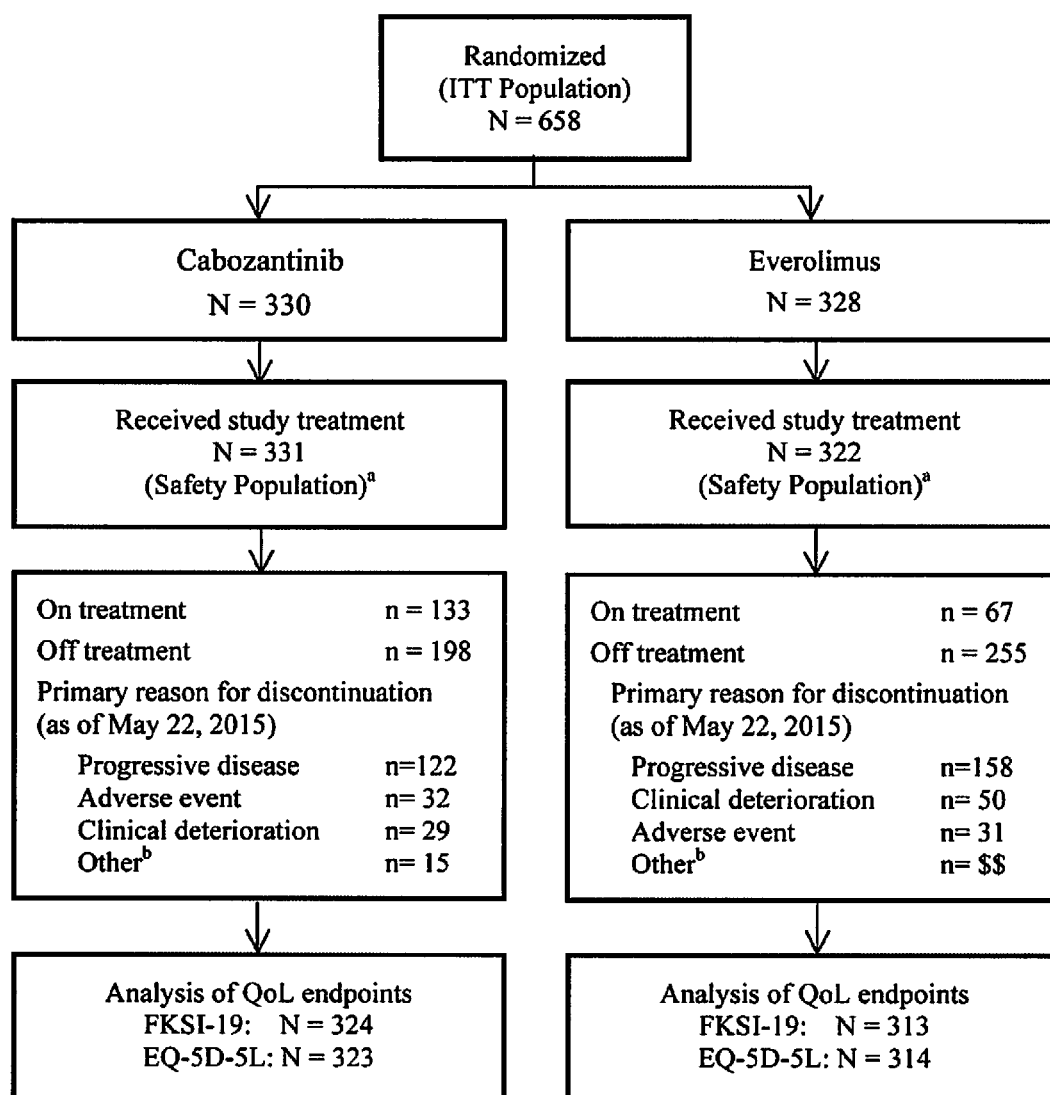 Randomized
(ITT Population)
N = 658
Cabozantinib
N = 330
Everolimus
N = 328
Received study treatment
N = 331
(Safety Population)a
Received study treatment
N = 322
(Safety Population)a
On treatment n = 133
Off treatment n = 198
Primary reason for discontinuation
(as of May 22, 2015)
Progressive disease n=122
Adverse event n= 32
Clinical deterioration n= 29
Otherb n= 15
On treatment n = 67
Off treatment n = 255
Primary reason for discontinuation
(as of May 22, 2015)
Progressive disease n=158
Clinical deterioration n= 50
Adverse event n= 31
Otherb n= $$
Analysis of QoL endpoints
FKSI-19: N = 324
EQ-5D-5L: N = 323
Analysis of QoL endpoints
FKSI-19: N = 313
EQ-5D-5L: N = 314